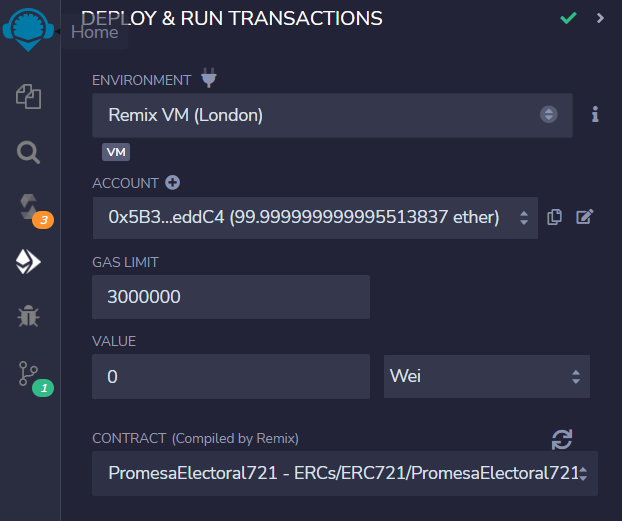 DEPLOY & RUN TRANSACTIONS
Home
ENVIRONMENT
Remix VM (London)
VM
ACCOUNT
0x5B3...eddC4 (99.999999999995513837 ether)
3
GAS LIMIT
3000000
VALUE
0
Wei
1
CONTRACT (Compiled by Remix)
PromesaElectoral721 - ERCs/ERC721/PromesaElectoral721